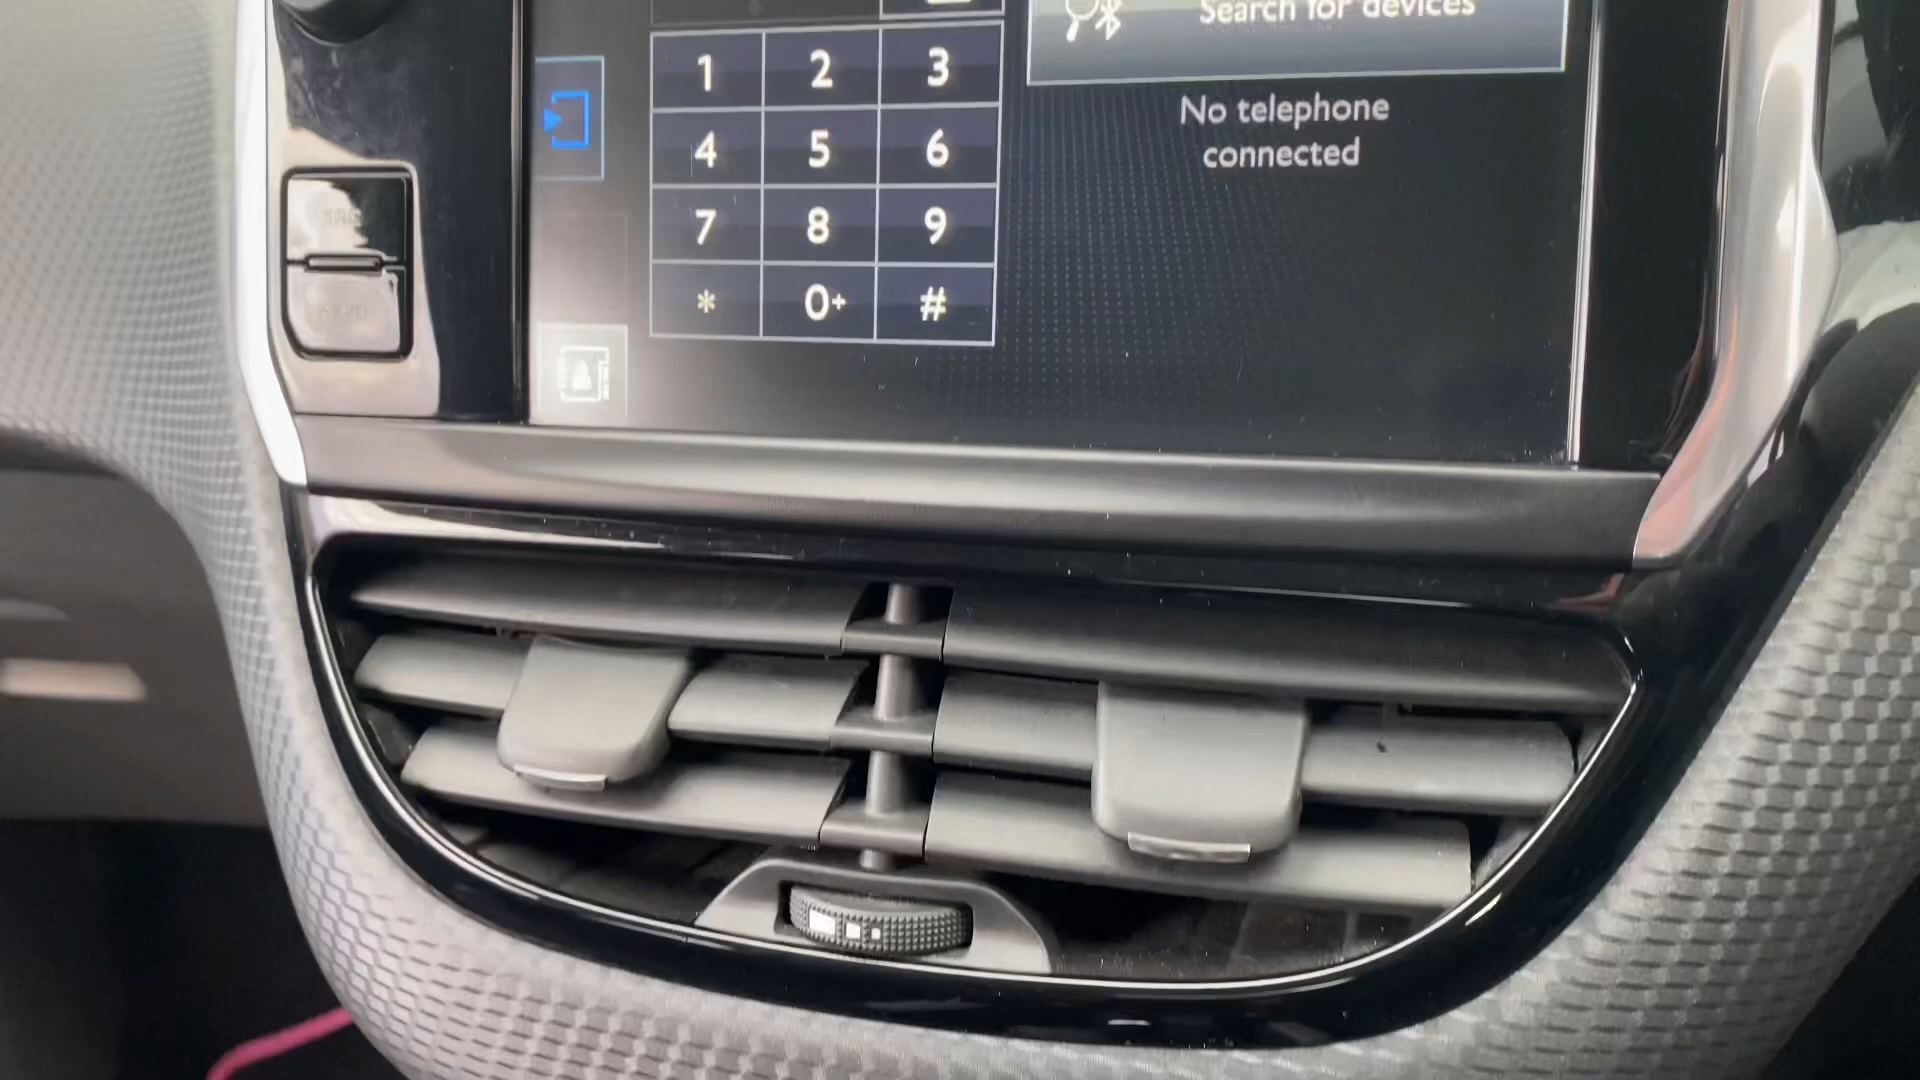 Search for devices
1 2 3
No telephone
connected
4 5 6
7 8 9
* 0+ #